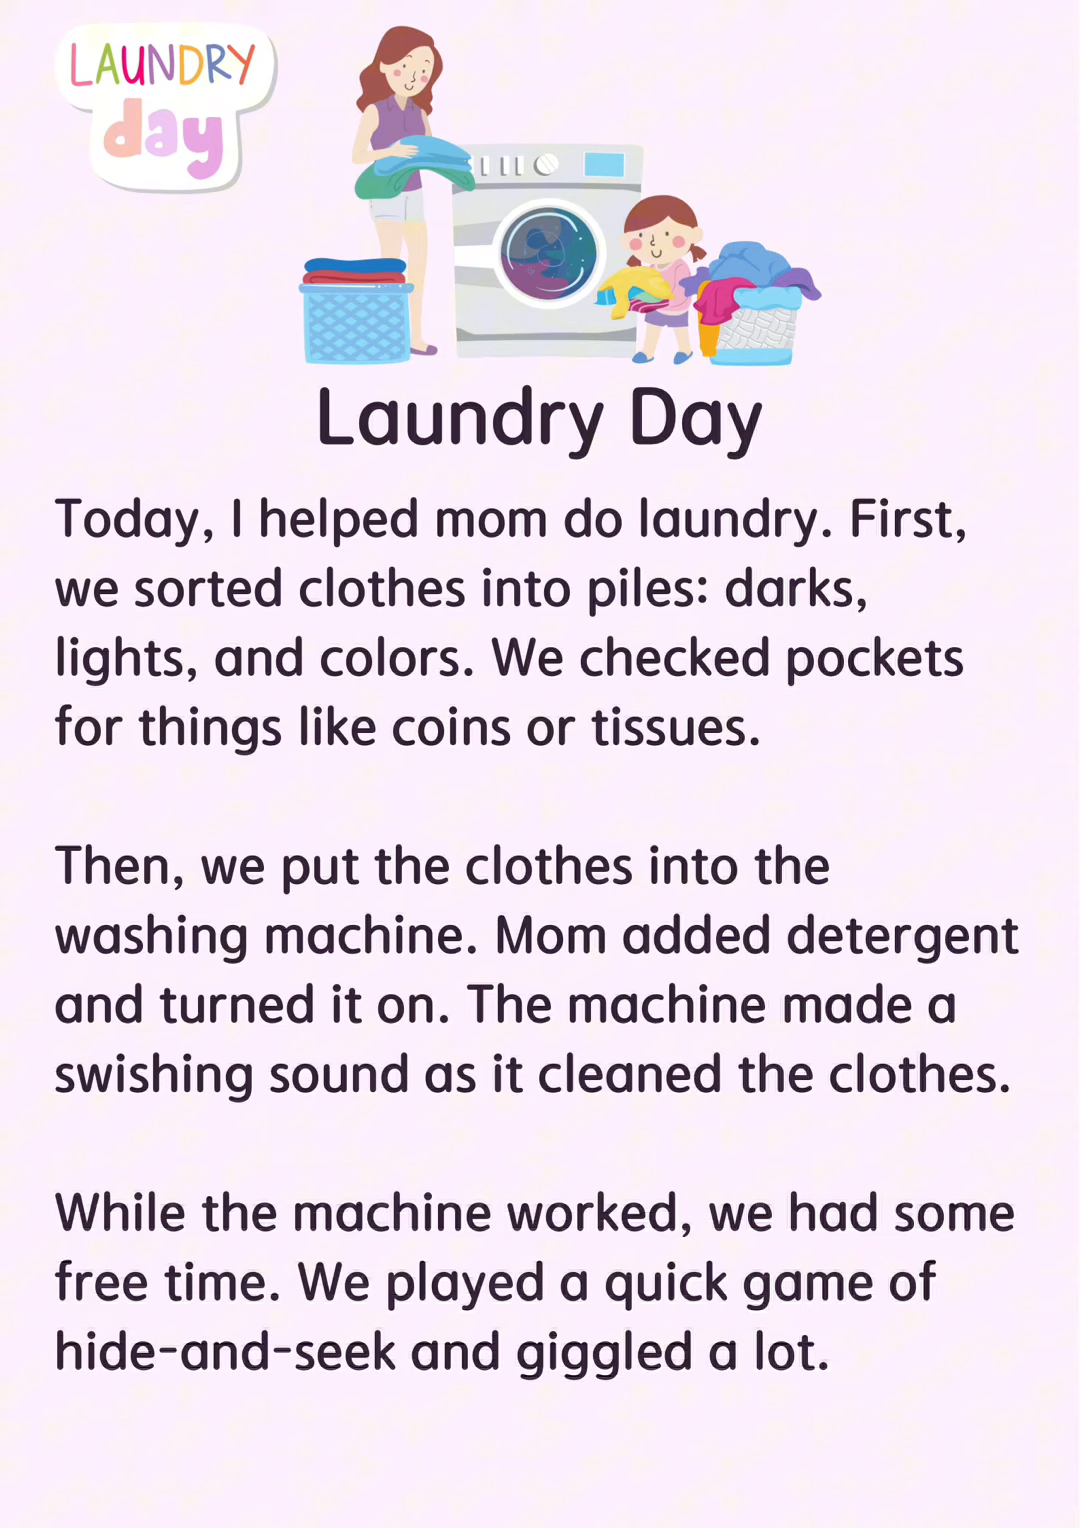 LAUNDRY
day
Laundry Day
Today, I helped mom do laundry. First,
we sorted clothes into piles: darks,
lights, and colors. We checked pockets
for things like coins or tissues.
Then, we put the clothes into the
washing machine. Mom added detergent
and turned it on. The machine made a
swishing sound as it cleaned the clothes.
While the machine worked, we had some
free time. We played a quick game of
hide-and-seek and giggled a lot.